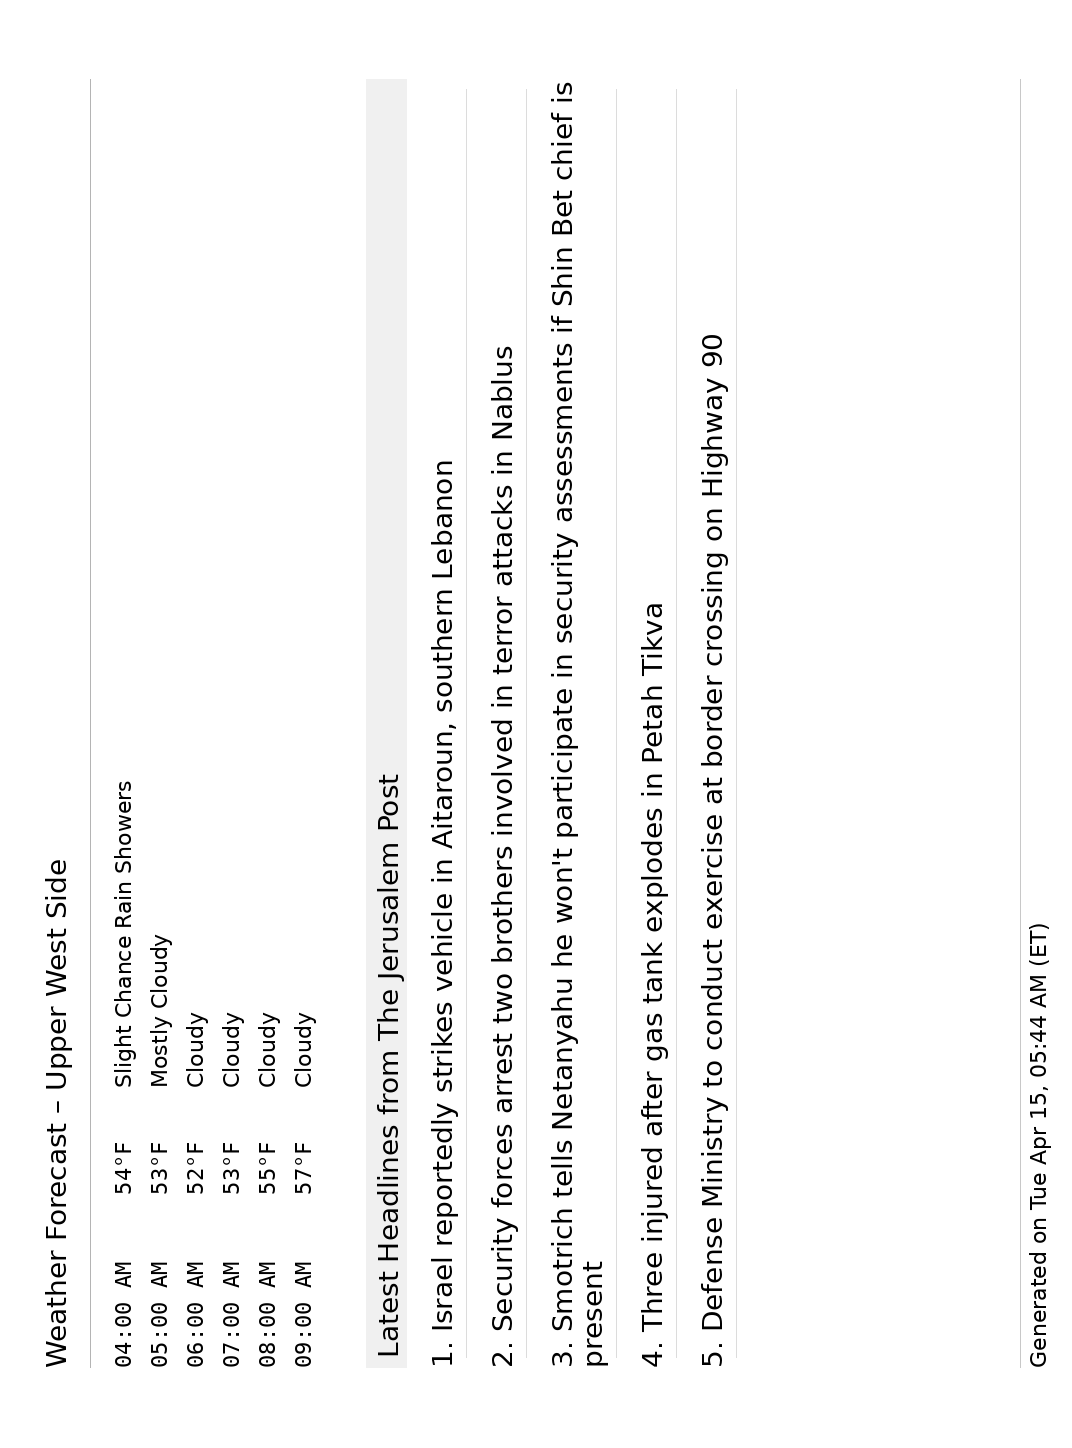 Weather Forecast – Upper West Side
04:00 AM 54°F Slight Chance Rain Showers
05:00 AM 53°F Mostly Cloudy
06:00 AM 52°F Cloudy
07:00 AM 53°F Cloudy
08:00 AM 55°F Cloudy
09:00 AM 57°F Cloudy
Latest Headlines from The Jerusalem Post
1. Israel reportedly strikes vehicle in Aitaroun, southern Lebanon
2. Security forces arrest two brothers involved in terror attacks in Nablus
3. Smotrich tells Netanyahu he won't participate in security assessments if Shin Bet chief is
present
4. Three injured after gas tank explodes in Petah Tikva
5. Defense Ministry to conduct exercise at border crossing on Highway 90
Generated on Tue Apr 15, 05:44 AM (ET)